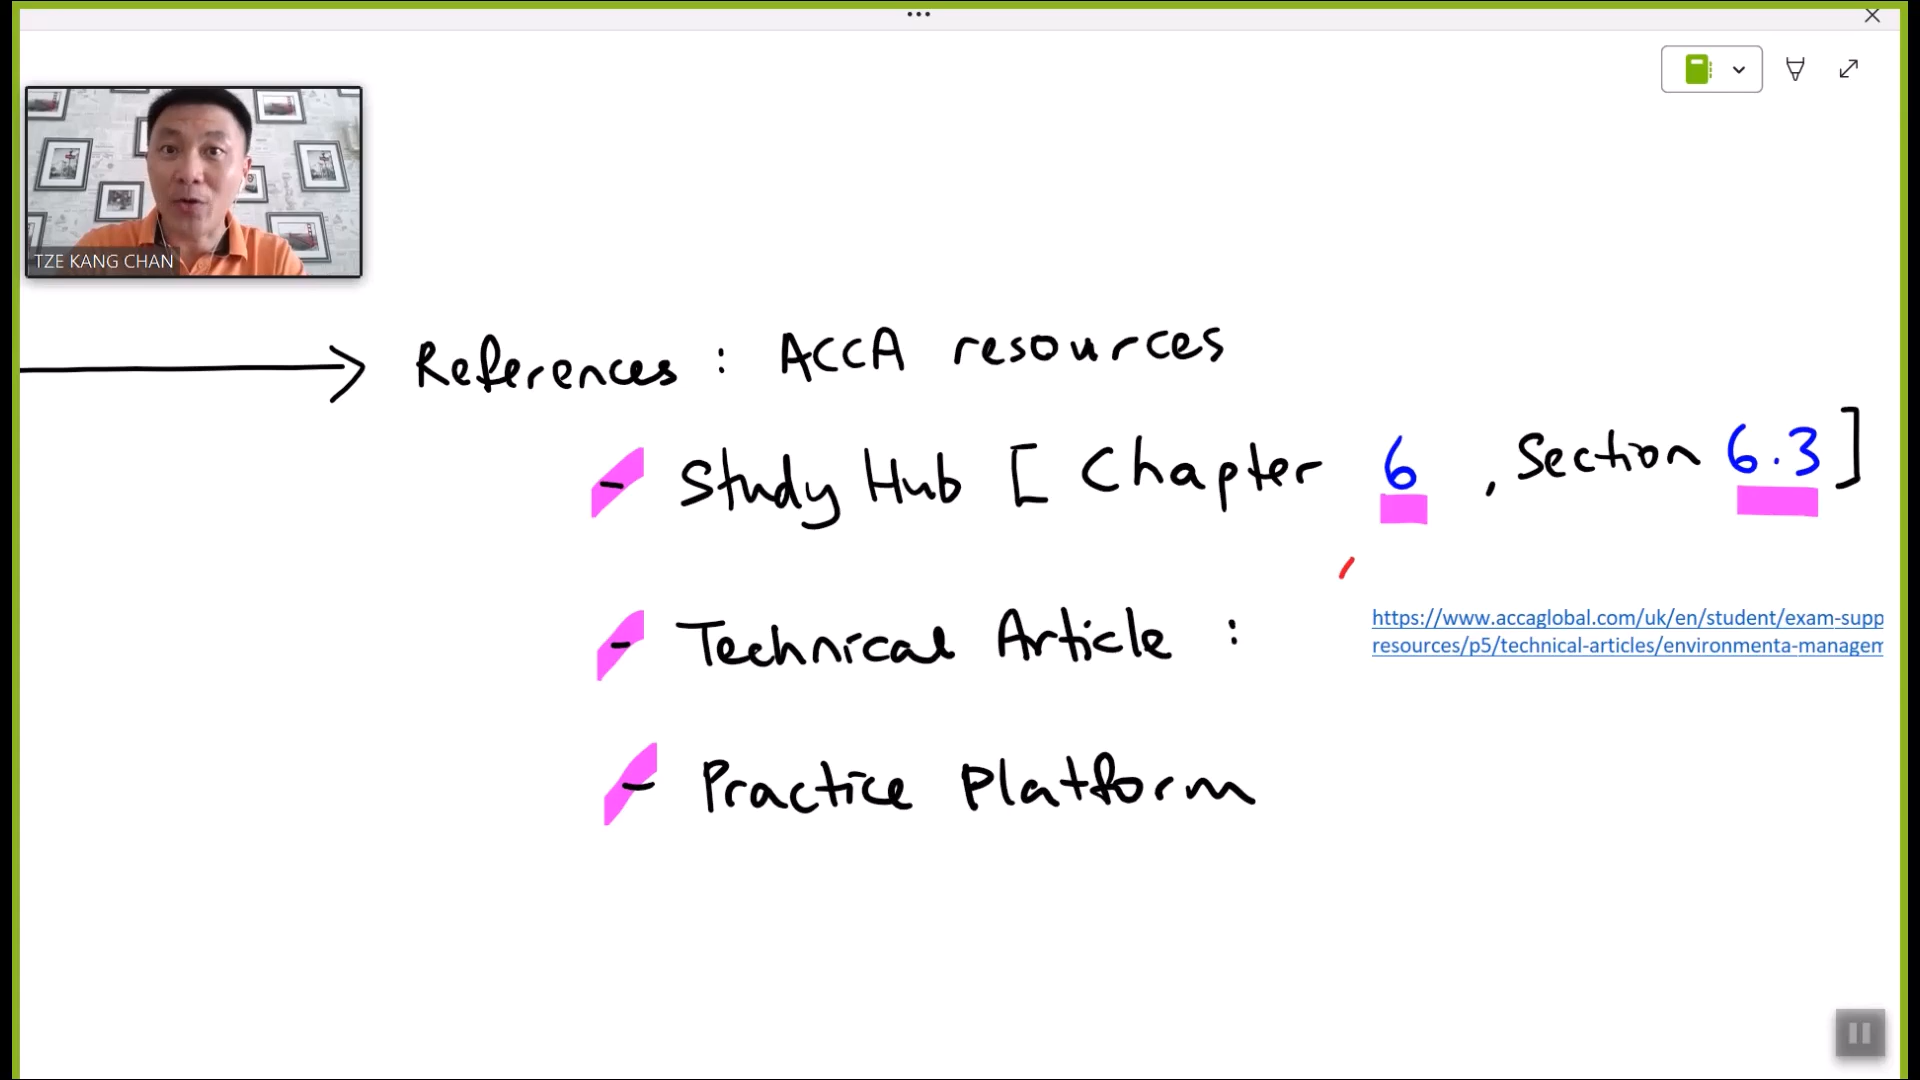 TZE KANG CHAN
References : ACCA resources
- Study Hub [ Chapter 6 , Section 6.3 ]
- Technical Article :
https://www.accaglobal.com/uk/en/student/exam-supp
resources/p5/technical-articles/environmenta-managem
- Practice Platform